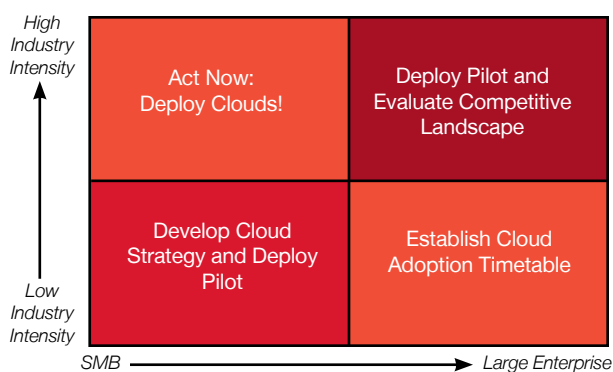 High
Industry
Intensity
Act Now:
Deploy Clouds!
Deploy Pilot and
Evaluate Competitive
Landscape
Develop Cloud
Strategy and Deploy
Pilot
Establish Cloud
Adoption Timetable
Low
Industry
Intensity
SMB
Large Enterprise